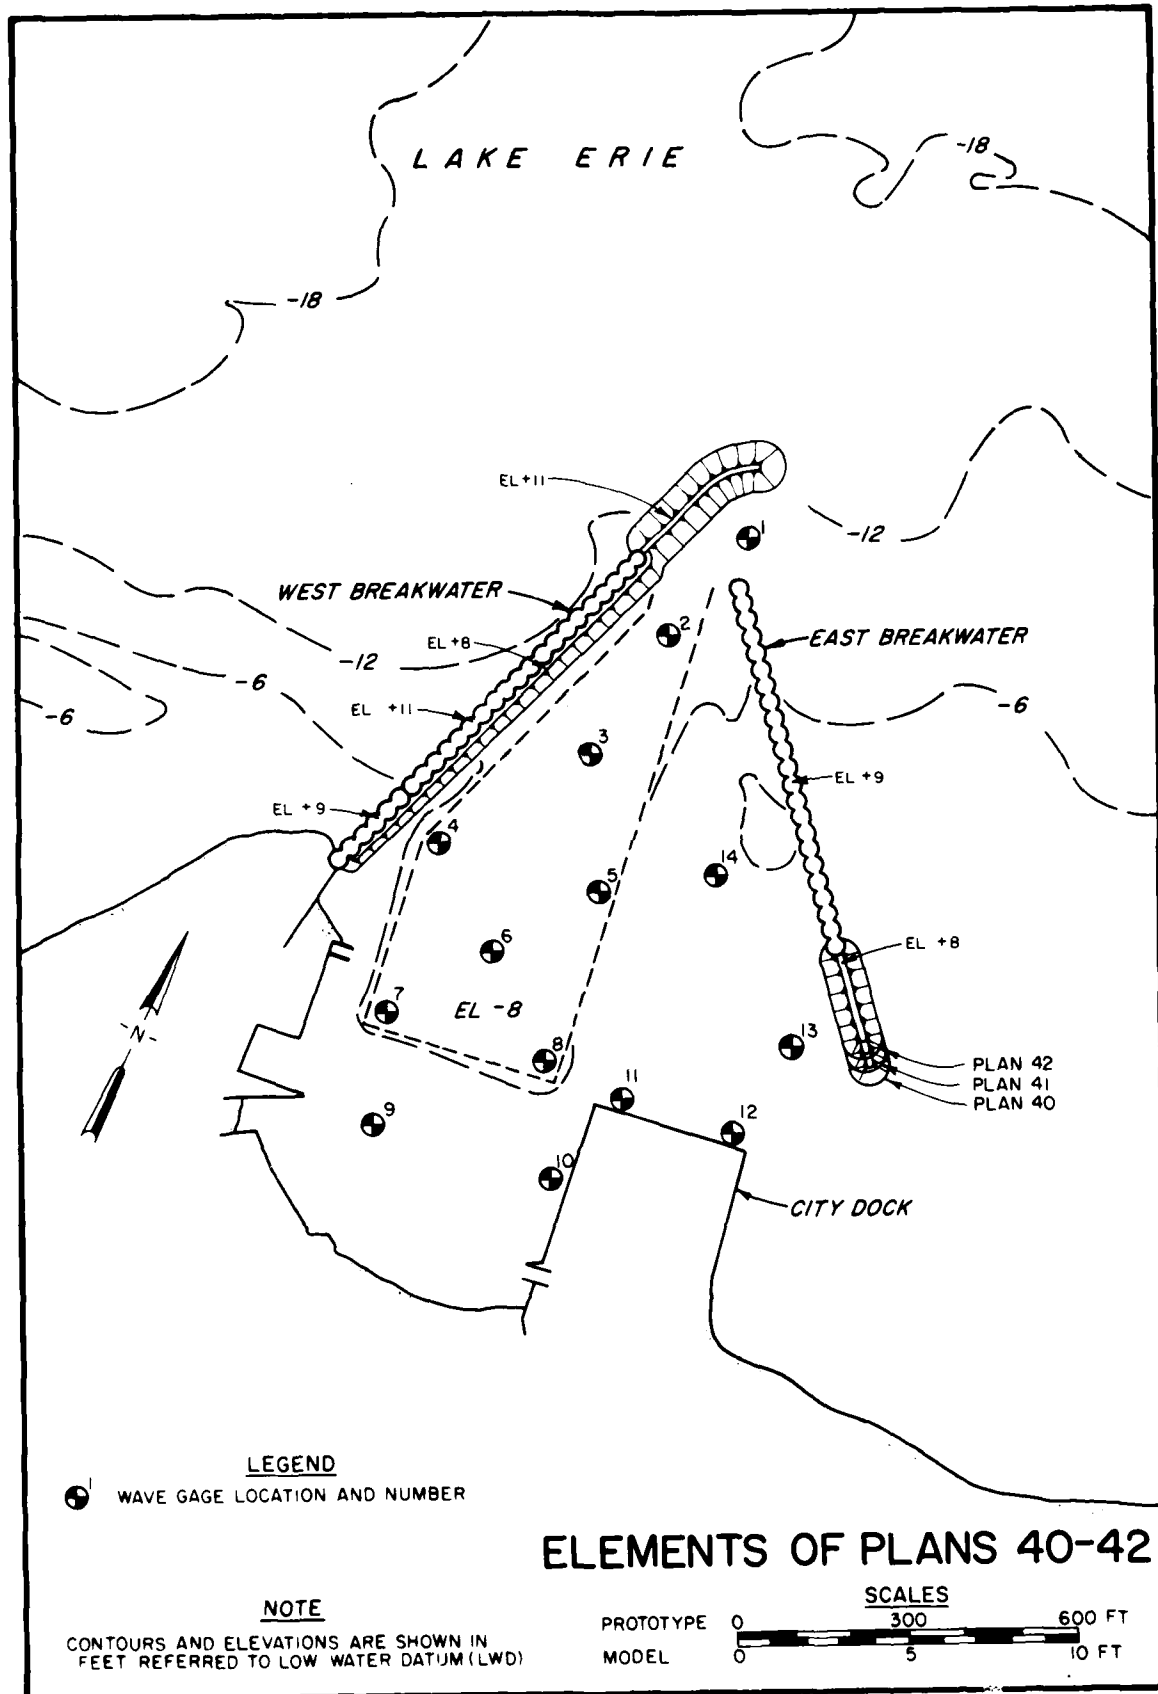 LAKE ERIE
-18
-18
EL +11
1
-12
WEST BREAKWATER
2
EAST BREAKWATER
EL +8
-12
-6
-6
-6
EL +11
3
EL +9
EL +9
4
14
5
6
EL +8
7
EL -8
-N-
8
13
PLAN 42
PLAN 41
PLAN 40
11
9
12
10
CITY DOCK
LEGEND
1
WAVE GAGE LOCATION AND NUMBER
ELEMENTS OF PLANS 40-42
NOTE
CONTOURS AND ELEVATIONS ARE SHOWN IN
FEET REFERRED TO LOW WATER DATUM (LWD)
SCALES
PROTOTYPE 0 300 600 FT
MODEL 0 5 10 FT